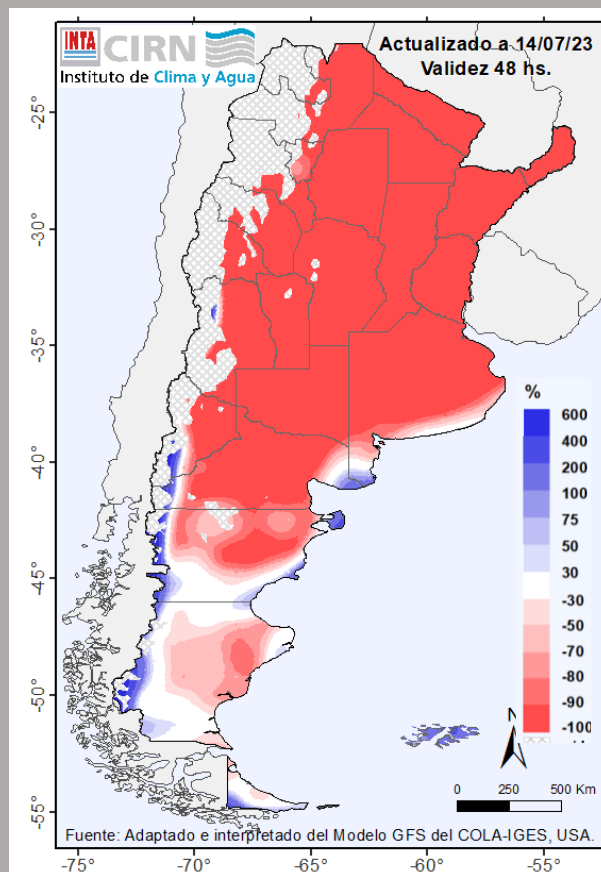 INTA CIRN
Instituto de Clima y Agua
Actualizado a 14/07/23
Validez 48 hs.
-25°
-30°
-35°
-40°
-45°
-50°
-55°
%
600
400
200
100
75
50
30
-30
-50
-70
-80
-90
-100
N
0 250 500 Km
Fuente: Adaptado e interpretado del Modelo GFS del COLA-IGES, USA.
-75° -70° -65° -60° -55°